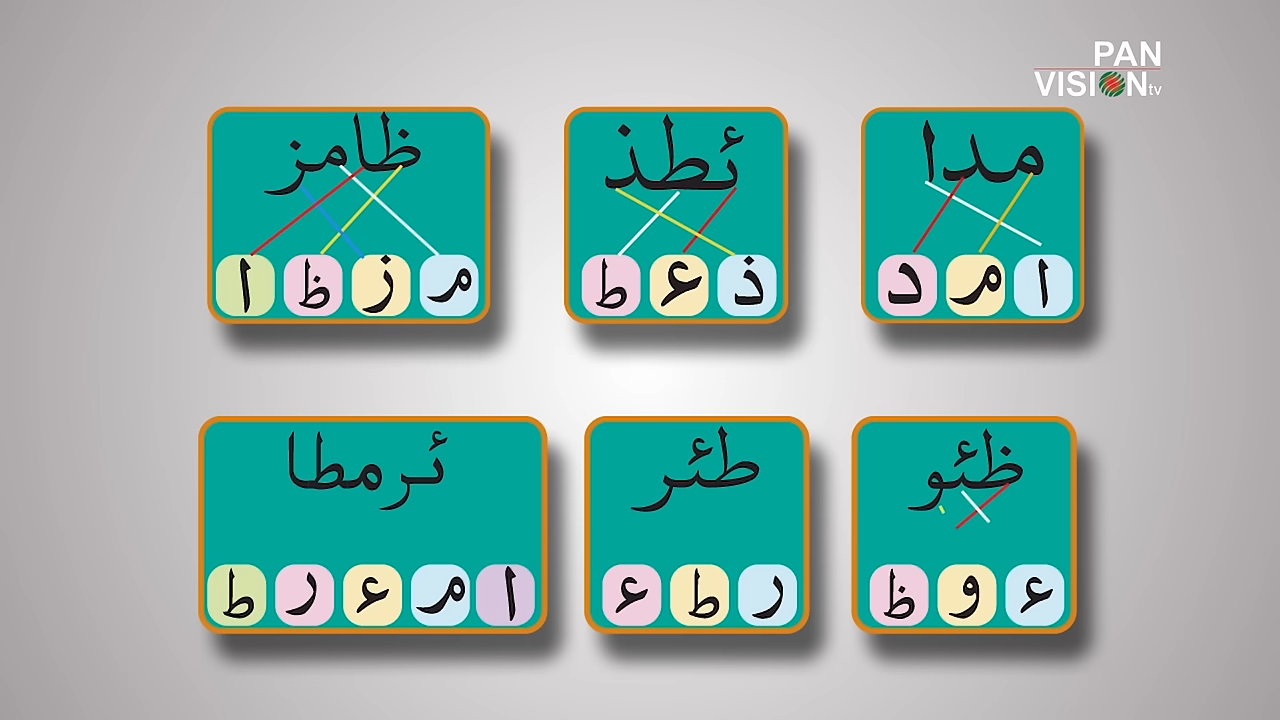 PAN
VISION tv
مدا
ا م د
ئطذ
ذ ء ط
ظامز
م ز ظ ا
ظئو
ء و ظ
طئر
ر ط ء
ئرمطا
ا م ء ر ط